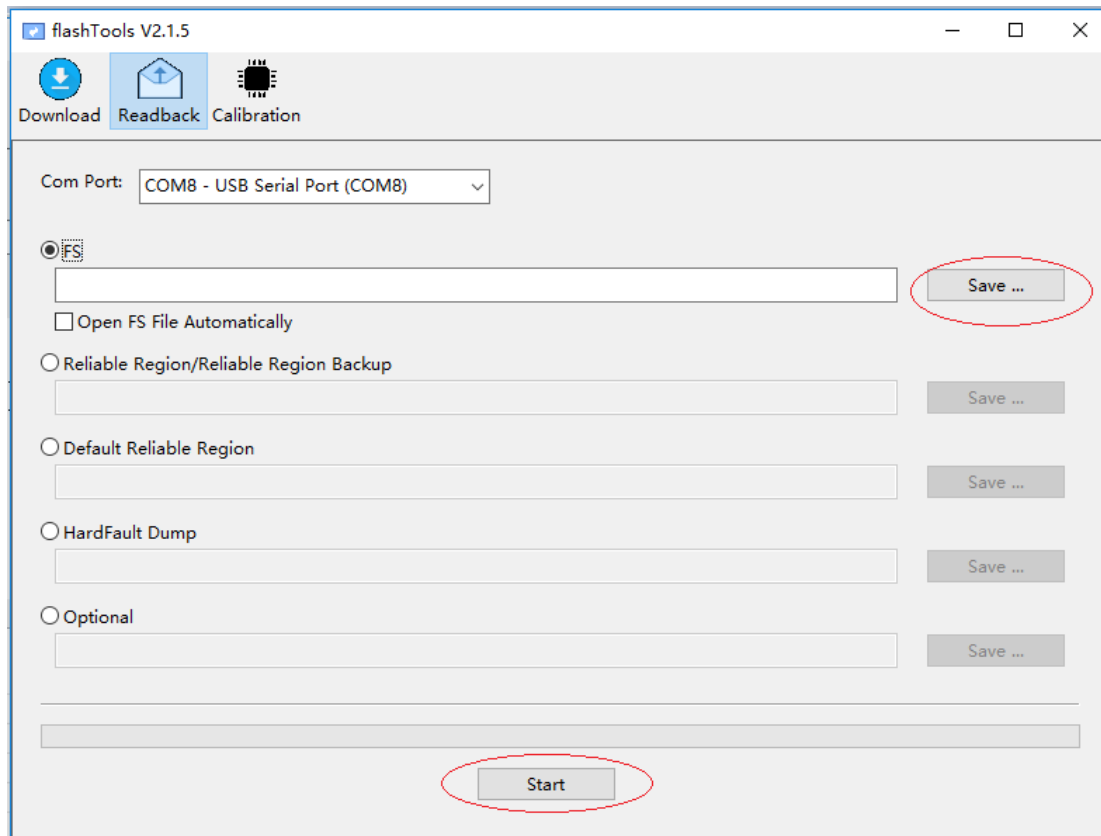 flashTools V2.1.5
Download Readback Calibration
Com Port: COM8 - USB Serial Port (COM8)
FS
Save ...
Open FS File Automatically
Reliable Region/Reliable Region Backup
Save ...
Default Reliable Region
Save ...
HardFault Dump
Save ...
Optional
Save ...
Start